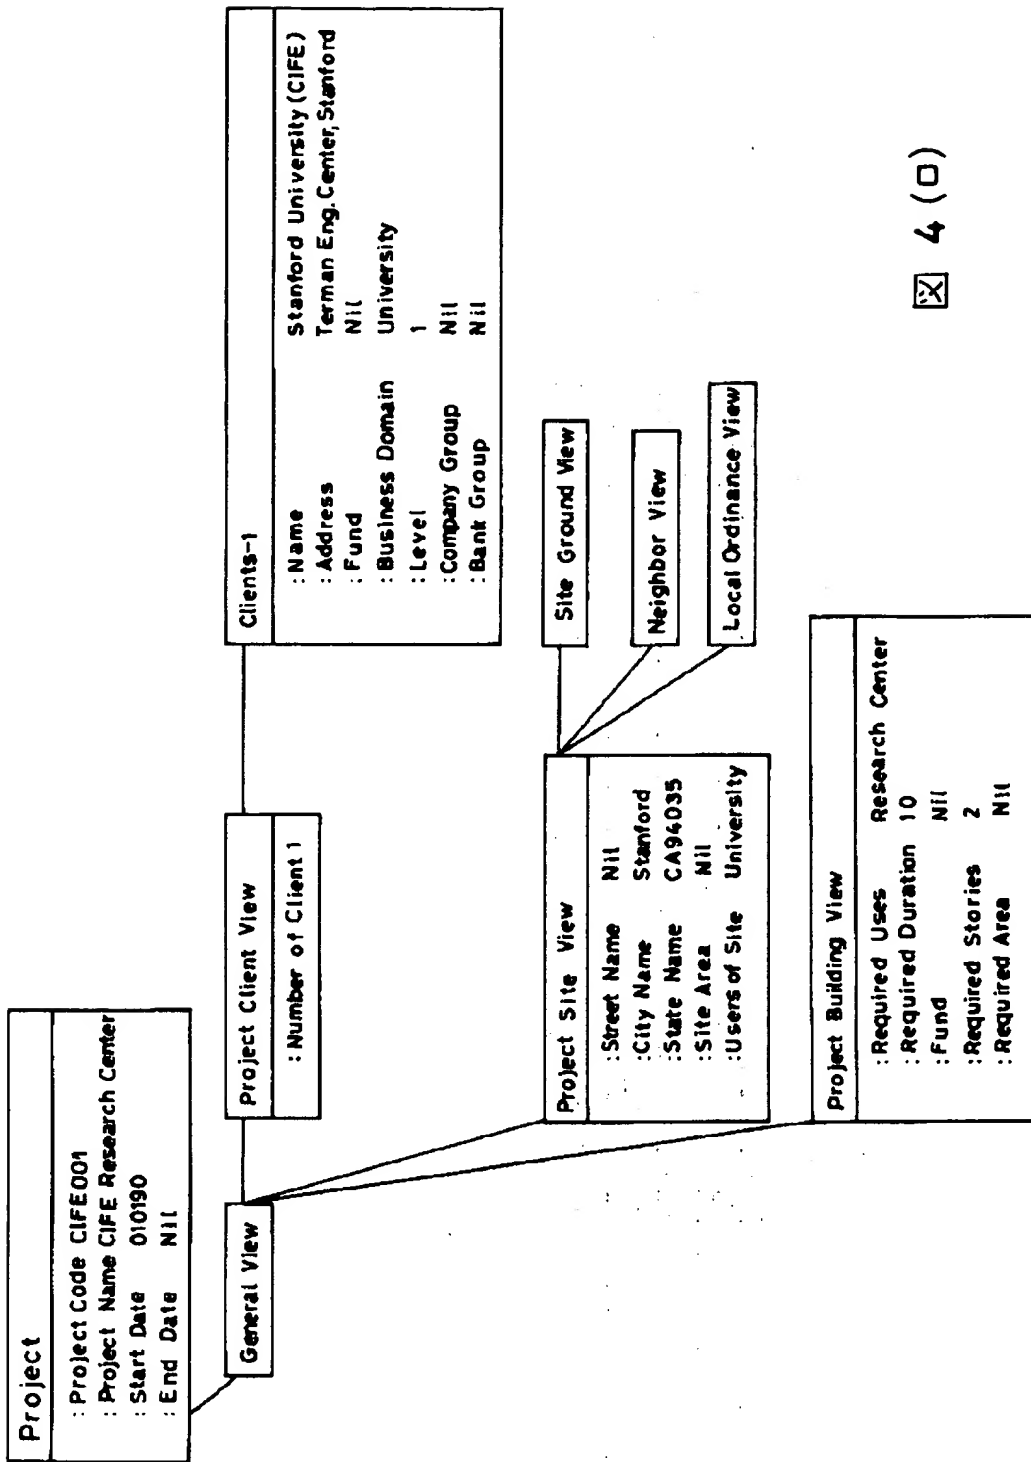 Project
: Project Code CIFE001
: Project Name CIFE Research Center
: Start Date 010190
: End Date Nil
General View
Project Client View
: Number of Client 1
Clients-1
: Name Stanford University (CIFE)
: Address Terman Eng. Center, Stanford
: Fund Nil
: Business Domain University
: Level 1
: Company Group Nil
: Bank Group Nil
Project Site View
: Street Name Nil
: City Name Stanford
: State Name CA94035
: Site Area Nil
: Users of Site University
Site Ground View
Neighbor View
Local Ordinance View
Project Building View
: Required Uses Research Center
: Required Duration 10
: Fund Nil
: Required Stories 2
: Required Area Nil
図 4 (ロ)